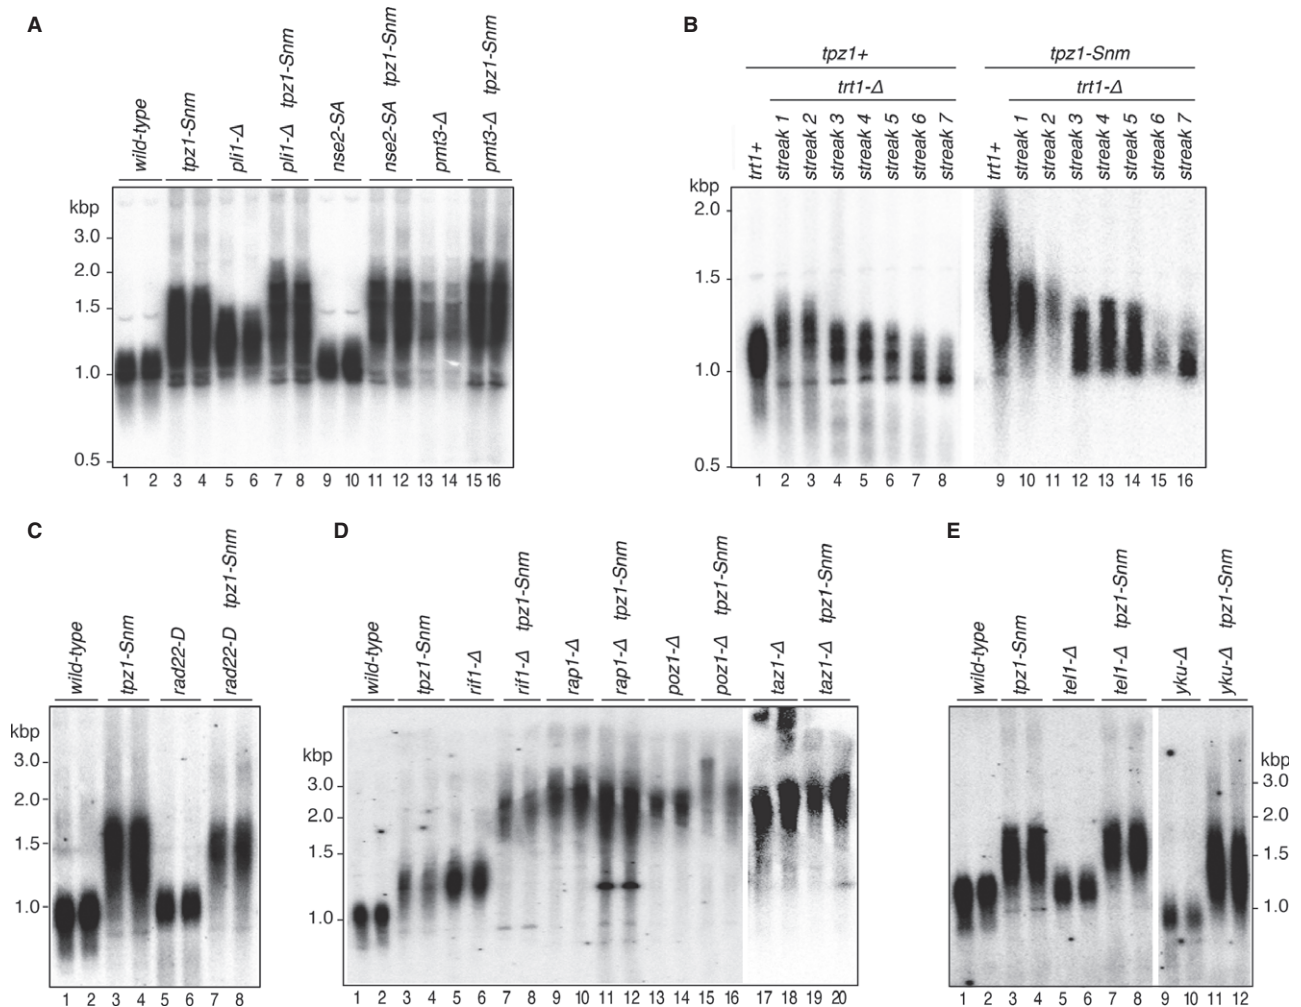 A
wild-type
tpz1-Snm
pli1-Δ
pli1-Δ tpz1-Snm
nse2-SA
nse2-SA tpz1-Snm
pmt3-Δ
pmt3-Δ tpz1-Snm
kbp
3.0
2.0
1.5
1.0
0.5
1 2 3 4 5 6 7 8 9 10 11 12 13 14 15 16
B
tpz1+ tpz1-Snm
trt1-Δ trt1-Δ
trt1+
streak 1
streak 2
streak 3
streak 4
streak 5
streak 6
streak 7
trt1+
streak 1
streak 2
streak 3
streak 4
streak 5
streak 6
streak 7
kbp
2.0
1.5
1.0
0.5
1 2 3 4 5 6 7 8 9 10 11 12 13 14 15 16
C
wild-type
tpz1-Snm
rad22-D
rad22-D tpz1-Snm
kbp
3.0
2.0
1.5
1.0
1 2 3 4 5 6 7 8
D
wild-type
tpz1-Snm
rif1-Δ
rif1-Δ tpz1-Snm
rap1-Δ
rap1-Δ tpz1-Snm
poz1-Δ
poz1-Δ tpz1-Snm
taz1-Δ
taz1-Δ tpz1-Snm
kbp
3.0
2.0
1.5
1.0
1 2 3 4 5 6 7 8 9 10 11 12 13 14 15 16 17 18 19 20
E
wild-type
tpz1-Snm
tel1-Δ
tel1-Δ tpz1-Snm
yku-Δ
yku-Δ tpz1-Snm
kbp
3.0
2.0
1.5
1.0
1 2 3 4 5 6 7 8 9 10 11 12